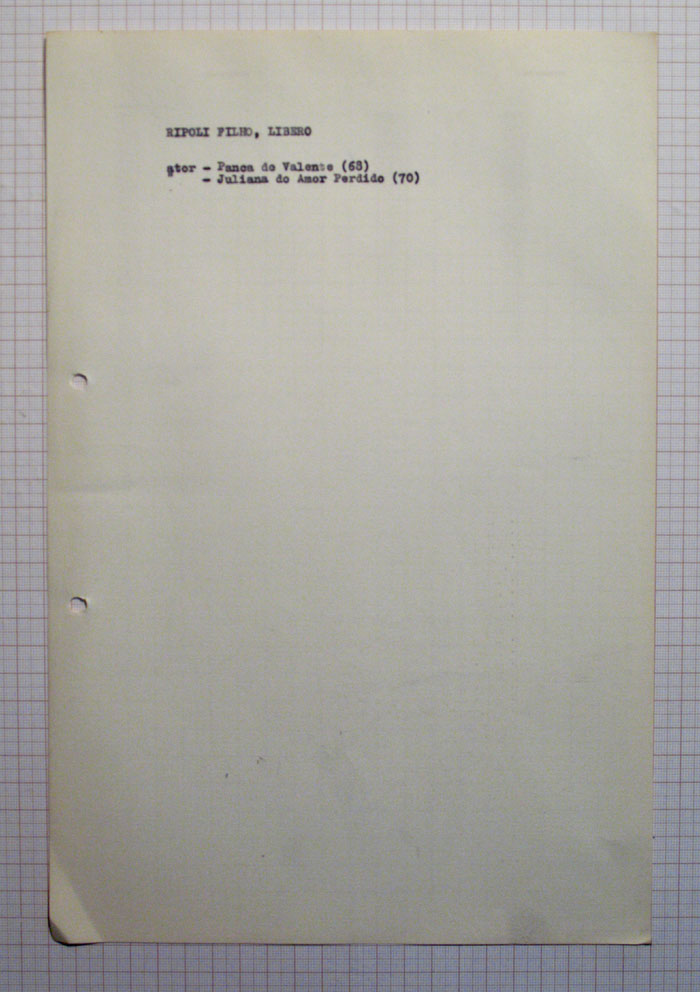 RIPOLI FILHO, LIBERO
ator - Panca de Valente (68)
- Juliana do Amor Perdido (70)